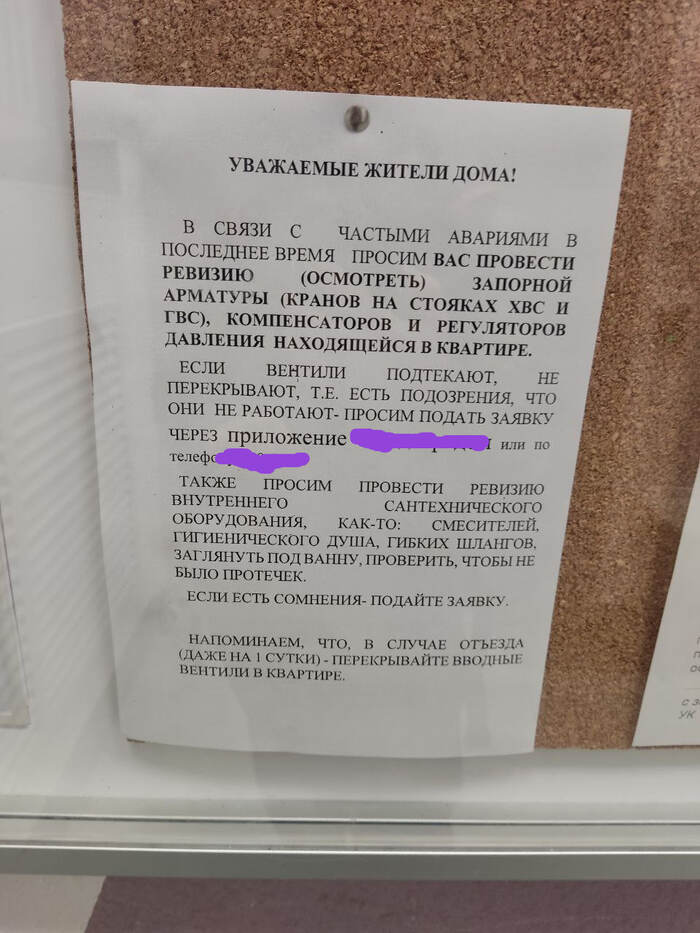 УВАЖАЕМЫЕ ЖИТЕЛИ ДОМА!
В СВЯЗИ С ЧАСТЫМИ АВАРИЯМИ В
ПОСЛЕДНЕЕ ВРЕМЯ ПРОСИМ ВАС ПРОВЕСТИ
РЕВИЗИЮ (ОСМОТРЕТЬ) ЗАПОРНОЙ
АРМАТУРЫ (КРАНОВ НА СТОЯКАХ ХВС И
ГВС), КОМПЕНСАТОРОВ И РЕГУЛЯТОРОВ
ДАВЛЕНИЯ НАХОДЯЩЕЙСЯ В КВАРТИРЕ.
ЕСЛИ ВЕНТИЛИ ПОДТЕКАЮТ, НЕ
ПЕРЕКРЫВАЮТ, Т.Е. ЕСТЬ ПОДОЗРЕНИЯ, ЧТО
ОНИ НЕ РАБОТАЮТ- ПРОСИМ ПОДАТЬ ЗАЯВКУ
ЧЕРЕЗ приложение или по
телефо
ТАКЖЕ ПРОСИМ ПРОВЕСТИ РЕВИЗИЮ
ВНУТРЕННЕГО САНТЕХНИЧЕСКОГО
ОБОРУДОВАНИЯ, КАК-ТО: СМЕСИТЕЛЕЙ,
ГИГИЕНИЧЕСКОГО ДУША, ГИБКИХ ШЛАНГОВ,
ЗАГЛЯНУТЬ ПОД ВАННУ, ПРОВЕРИТЬ, ЧТОБЫ НЕ
БЫЛО ПРОТЕЧЕК.
ЕСЛИ ЕСТЬ СОМНЕНИЯ- ПОДАЙТЕ ЗАЯВКУ.
НАПОМИНАЕМ, ЧТО, В СЛУЧАЕ ОТЪЕЗДА
(ДАЖЕ НА 1 СУТКИ) - ПЕРЕКРЫВАЙТЕ ВВОДНЫЕ
ВЕНТИЛИ В КВАРТИРЕ.
УК